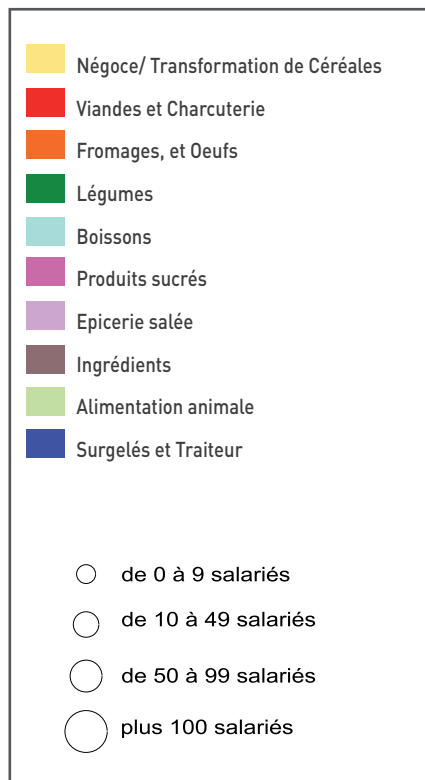 Négoce/ Transformation de Céréales
Viandes et Charcuterie
Fromages, et Oeufs
Légumes
Boissons
Produits sucrés
Epicerie salée
Ingrédients
Alimentation animale
Surgelés et Traiteur
de 0 à 9 salariés
de 10 à 49 salariés
de 50 à 99 salariés
plus 100 salariés